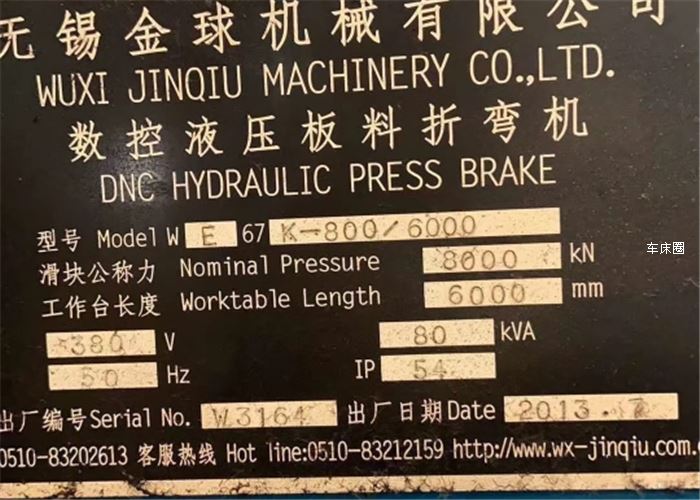 无锡金球机械有限公司
WUXI JINQIU MACHINERY CO.,LTD.
数控液压板料折弯机
DNC HYDRAULIC PRESS BRAKE
型号 Model W E 67 K-800/6000
滑块公称力 Nominal Pressure 8000 kN
工作台长度 Worktable Length 6000 mm
380 V 80 kVA
50 Hz IP 54
出厂编号 Serial No. W3164 出厂日期 Date 2013.7
0510-83202613 客服热线 Hot line:0510-83212159 http://www.wx-jinqiu.com.
车床圈